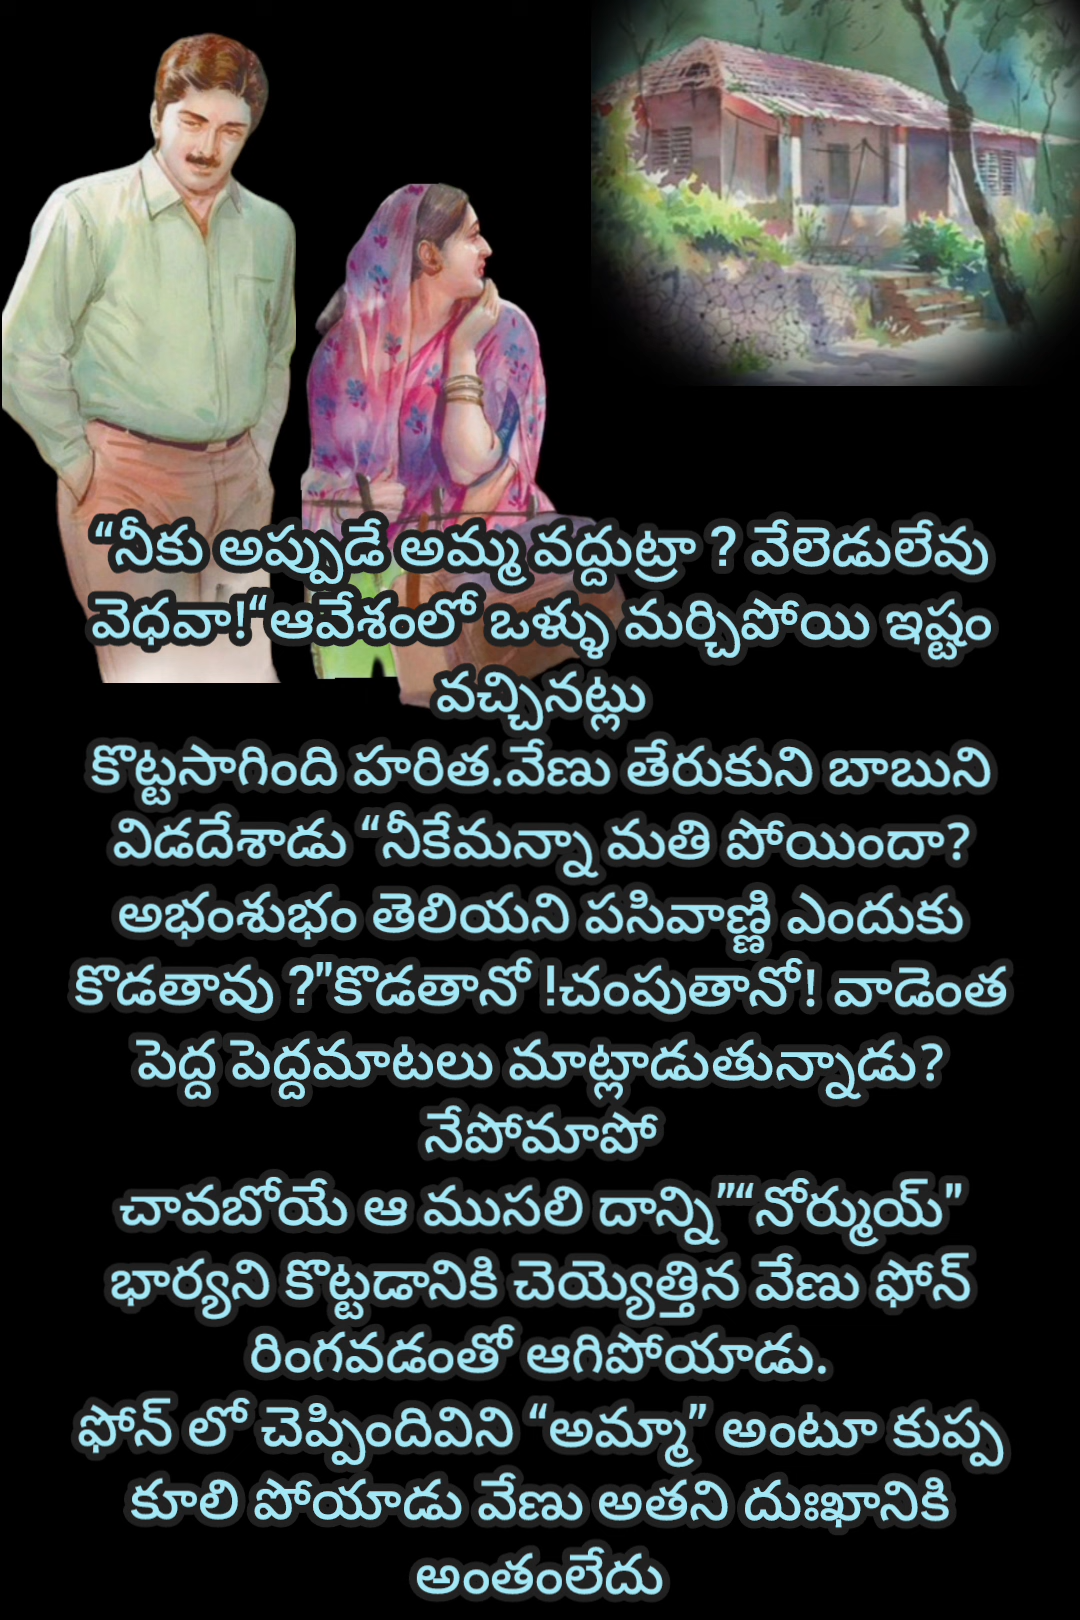 “నీకు అప్పుడే అమ్మ వద్దుట్రా ? వేలెడులేవు
వెధవా!“ఆవేశంలో ఒళ్ళు మర్చిపోయి ఇష్టం
వచ్చినట్లు
కొట్టసాగింది హరిత.వేణు తేరుకుని బాబుని
విడదేశాడు “నీకేమన్నా మతి పోయిందా?
అభంశుభం తెలియని పసివాణ్ణి ఎందుకు
కొడతావు ?”కొడతానో !చంపుతానో! వాడెంత
పెద్ద పెద్దమాటలు మాట్లాడుతున్నాడు?
నేపోమాపో
చావబోయే ఆ ముసలి దాన్ని”“నోర్ముయ్”
భార్యని కొట్టడానికి చెయ్యెత్తిన వేణు ఫోన్
రింగవడంతో ఆగిపోయాడు.
ఫోన్ లో చెప్పిందివిని “అమ్మా” అంటూ కుప్ప
కూలి పోయాడు వేణు అతని దుఃఖానికి
అంతంలేదు